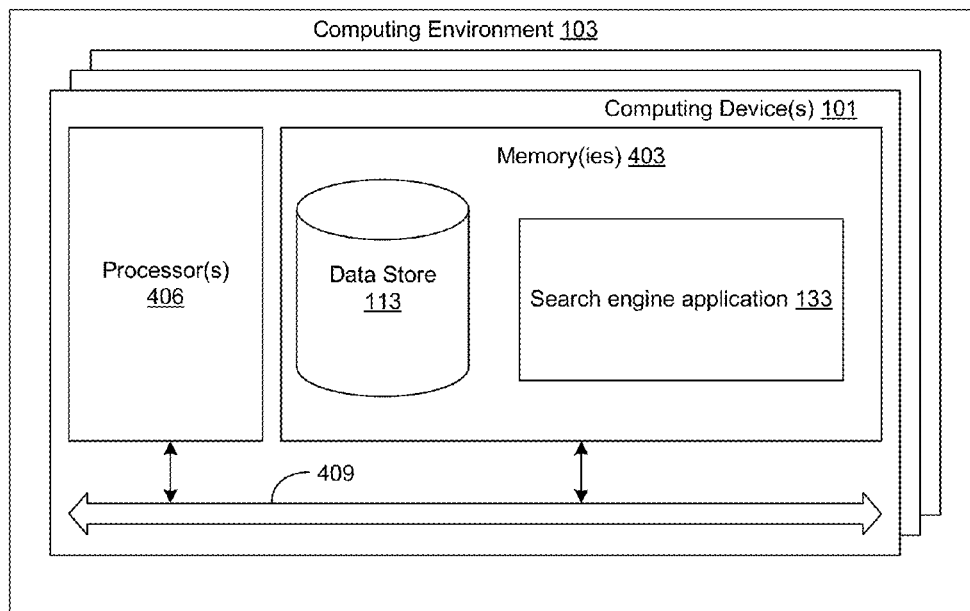 Computing Environment 103
Computing Device(s) 101
Memory(ies) 403
Processor(s)
406
Data Store
113
Search engine application 133
409